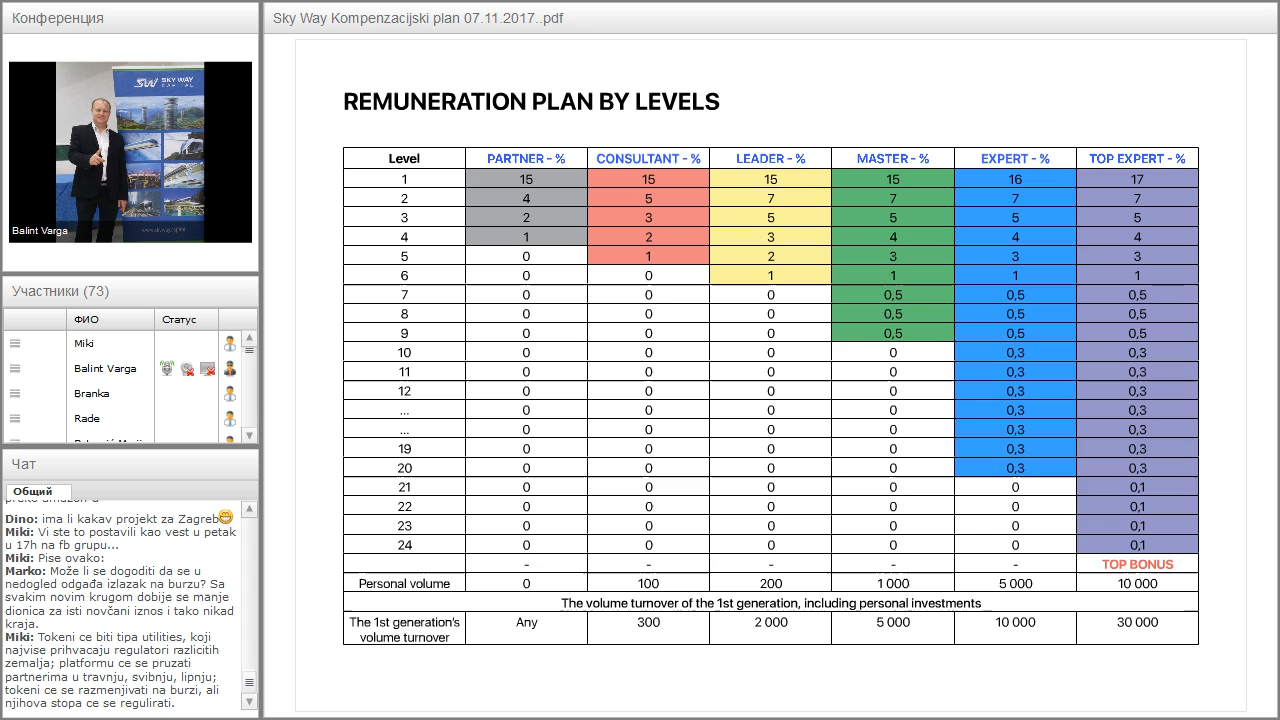 Конференция
SKY WAY
CAPITAL
Balint Varga
Участники (73)
ФИО Статус
Miki
Balint Varga
Branka
Rade
Чат
Общий
Dino: ima li kakav projekt za Zagreb
Miki: Vi ste to postavili kao vest u petak
u 17h na fb grupu...
Miki: Pise ovako:
Marko: Može li se dogoditi da se u
nedogled odgađa izlazak na burzu? Sa
svakim novim krugom dobije se manje
dionica za isti novčani iznos i tako nikad
kraja.
Miki: Tokeni ce biti tipa utilities, koji
najvise prihvacaju regulatori razlicitih
zemalja; platformu ce se pruzati
partnerima u travnju, svibnju, lipnju;
tokeni ce se razmenjivati na burzi, ali
njihova stopa ce se regulirati.
Sky Way Kompenzacijski plan 07.11.2017..pdf
REMUNERATION PLAN BY LEVELS
Level PARTNER - % CONSULTANT - % LEADER - % MASTER - % EXPERT - % TOP EXPERT - %
1 15 15 15 15 16 17
2 4 5 7 7 7 7
3 2 3 5 5 5 5
4 1 2 3 4 4 4
5 0 1 2 3 3 3
6 0 0 1 1 1 1
7 0 0 0 0,5 0,5 0,5
8 0 0 0 0,5 0,5 0,5
9 0 0 0 0,5 0,5 0,5
10 0 0 0 0 0,3 0,3
11 0 0 0 0 0,3 0,3
12 0 0 0 0 0,3 0,3
... 0 0 0 0 0,3 0,3
... 0 0 0 0 0,3 0,3
19 0 0 0 0 0,3 0,3
20 0 0 0 0 0,3 0,3
21 0 0 0 0 0 0,1
22 0 0 0 0 0 0,1
23 0 0 0 0 0 0,1
24 0 0 0 0 0 0,1
- - - - - TOP BONUS
Personal volume 0 100 200 1 000 5 000 10 000
The volume turnover of the 1st generation, including personal investments
The 1st generation's Any 300 2 000 5 000 10 000 30 000
volume turnover